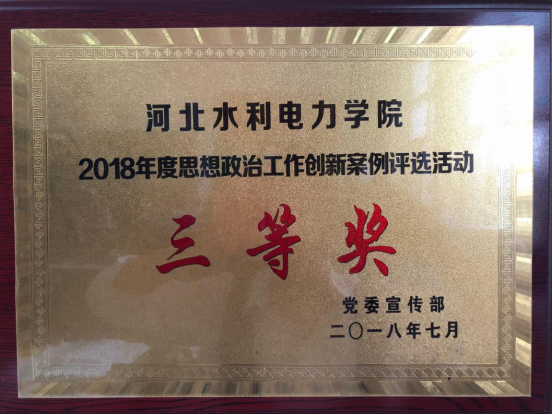 河北水利电力学院
2018年度思想政治工作创新案例评选活动
三等奖
党委宣传部
二〇一八年七月